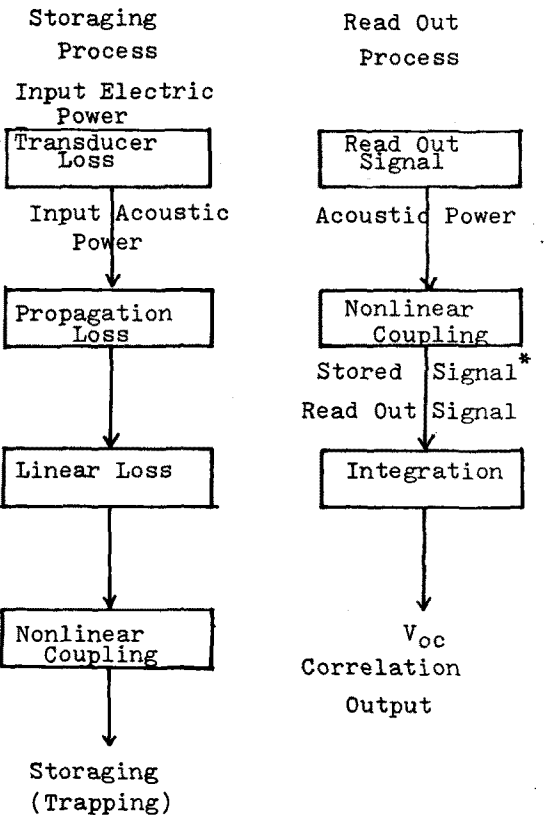 Storaging
Process
Input Electric
Power
Transducer
Loss
Input Acoustic
Power
Propagation
Loss
Linear Loss
Nonlinear
Coupling
Storaging
(Trapping)
Read Out
Process
Read Out
Signal
Acoustic Power
Nonlinear
Coupling
Stored Signal*
Read Out Signal
Integration
Voc
Correlation
Output